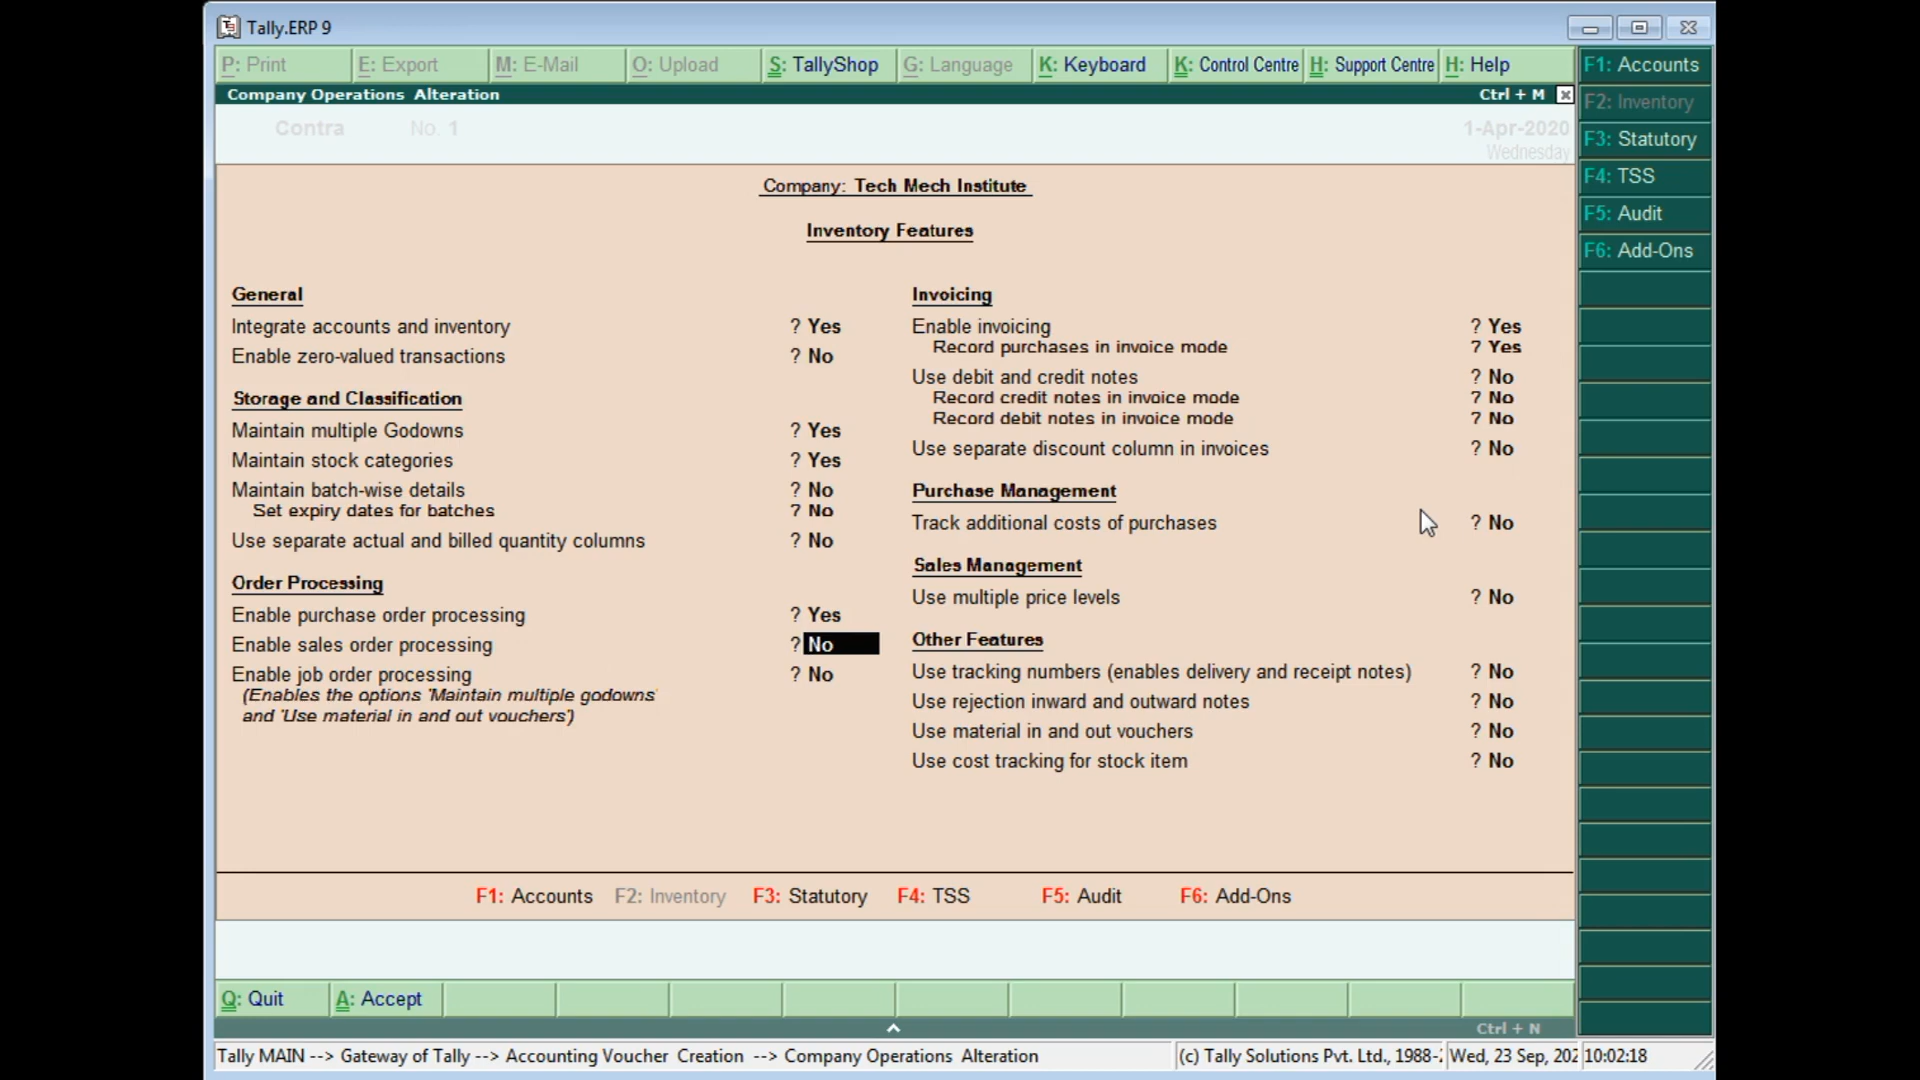 Tally.ERP 9
P: Print E: Export M: E-Mail O: Upload S: TallyShop G: Language K: Keyboard K: Control Centre H: Support Centre H: Help
Company Operations Alteration Ctrl + M
Contra No. 1 1-Apr-2020
Wednesday
Company: Tech Mech Institute
Inventory Features
General
Integrate accounts and inventory ? Yes
Enable zero-valued transactions ? No
Storage and Classification
Maintain multiple Godowns ? Yes
Maintain stock categories ? Yes
Maintain batch-wise details ? No
Set expiry dates for batches ? No
Use separate actual and billed quantity columns ? No
Order Processing
Enable purchase order processing ? Yes
Enable sales order processing ? No
Enable job order processing ? No
(Enables the options 'Maintain multiple godowns'
and 'Use material in and out vouchers')
Invoicing
Enable invoicing ? Yes
Record purchases in invoice mode ? Yes
Use debit and credit notes ? No
Record credit notes in invoice mode ? No
Record debit notes in invoice mode ? No
Use separate discount column in invoices ? No
Purchase Management
Track additional costs of purchases ? No
Sales Management
Use multiple price levels ? No
Other Features
Use tracking numbers (enables delivery and receipt notes) ? No
Use rejection inward and outward notes ? No
Use material in and out vouchers ? No
Use cost tracking for stock item ? No
F1: Accounts F2: Inventory F3: Statutory F4: TSS F5: Audit F6: Add-Ons
F1: Accounts
F2: Inventory
F3: Statutory
F4: TSS
F5: Audit
F6: Add-Ons
Q: Quit A: Accept
Ctrl + N
Tally MAIN --> Gateway of Tally --> Accounting Voucher Creation --> Company Operations Alteration (c) Tally Solutions Pvt. Ltd., 1988-2 Wed, 23 Sep, 202 10:02:18